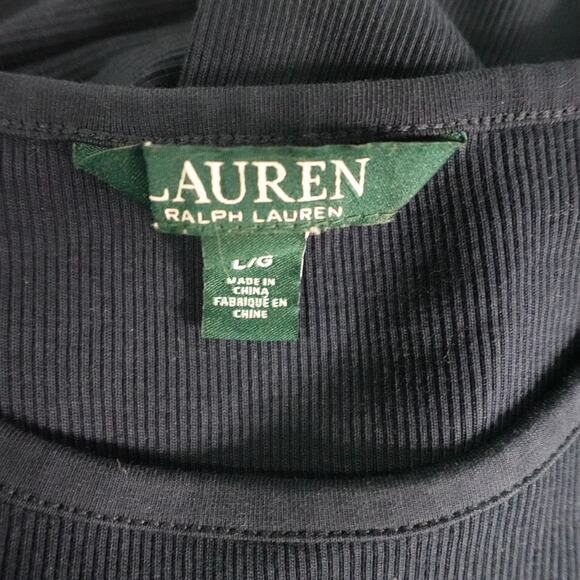 LAUREN
RALPH LAUREN
L/G
MADE IN
CHINA
FABRIQUÉ EN
CHINE